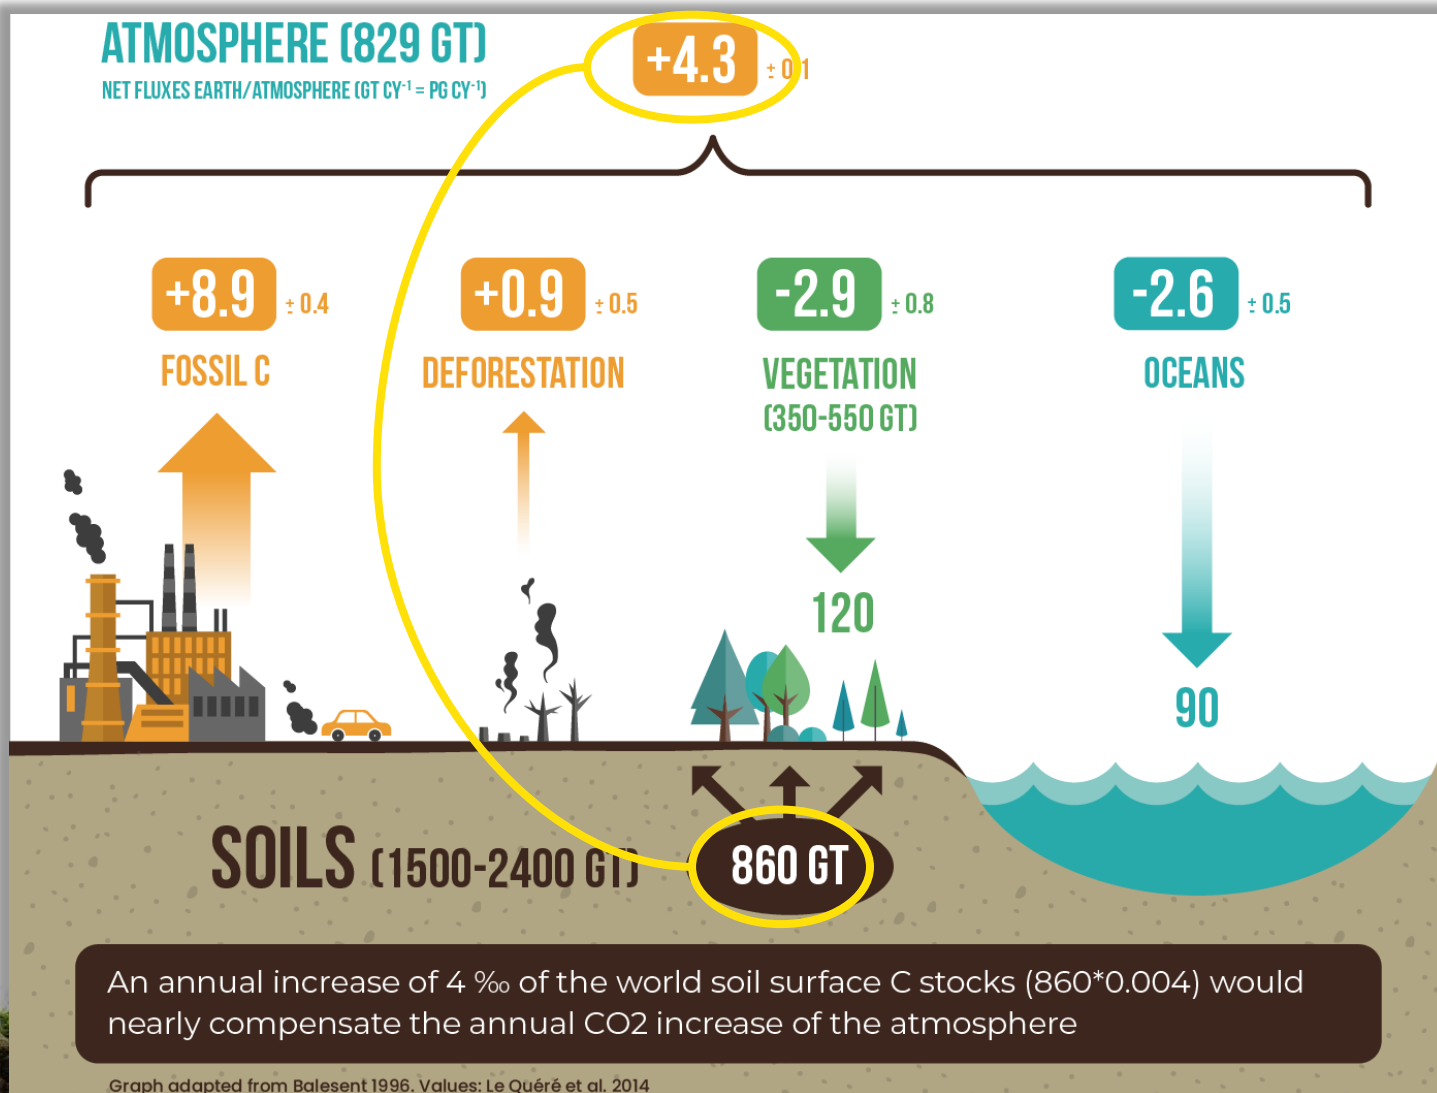 ATMOSPHERE (829 GT)
NET FLUXES EARTH/ATMOSPHERE (GT CY⁻¹ = PG CY⁻¹)
+4.3 ± 0.1
+8.9 ± 0.4
FOSSIL C
+0.9 ± 0.5
DEFORESTATION
-2.9 ± 0.8
VEGETATION
(350-550 GT)
120
-2.6 ± 0.5
OCEANS
90
SOILS (1500-2400 GT)
860 GT
An annual increase of 4 ‰ of the world soil surface C stocks (860*0.004) would
nearly compensate the annual CO2 increase of the atmosphere
Graph adapted from Balesent 1996. Values: Le Quéré et al. 2014